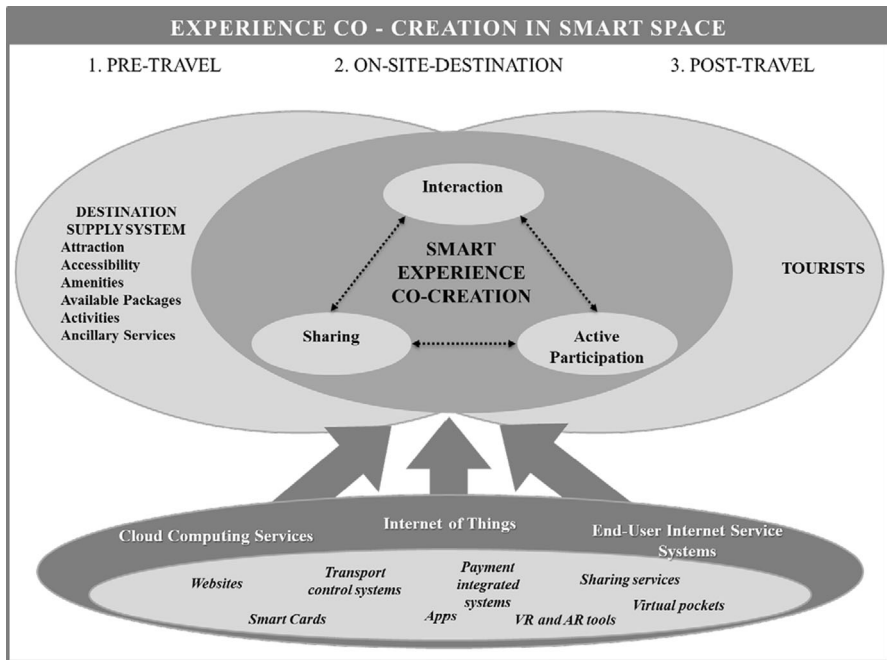 EXPERIENCE CO - CREATION IN SMART SPACE
1. PRE-TRAVEL
2. ON-SITE-DESTINATION
3. POST-TRAVEL
Interaction
DESTINATION
SUPPLY SYSTEM
Attraction
Accessibility
Amenities
Available Packages
Activities
Ancillary Services
SMART
EXPERIENCE
CO-CREATION
TOURISTS
Sharing
Active
Participation
Cloud Computing Services
Internet of Things
End-User Internet Service
Systems
Websites
Transport
control systems
Payment
integrated
systems
Sharing services
Smart Cards
Apps
VR and AR tools
Virtual pockets